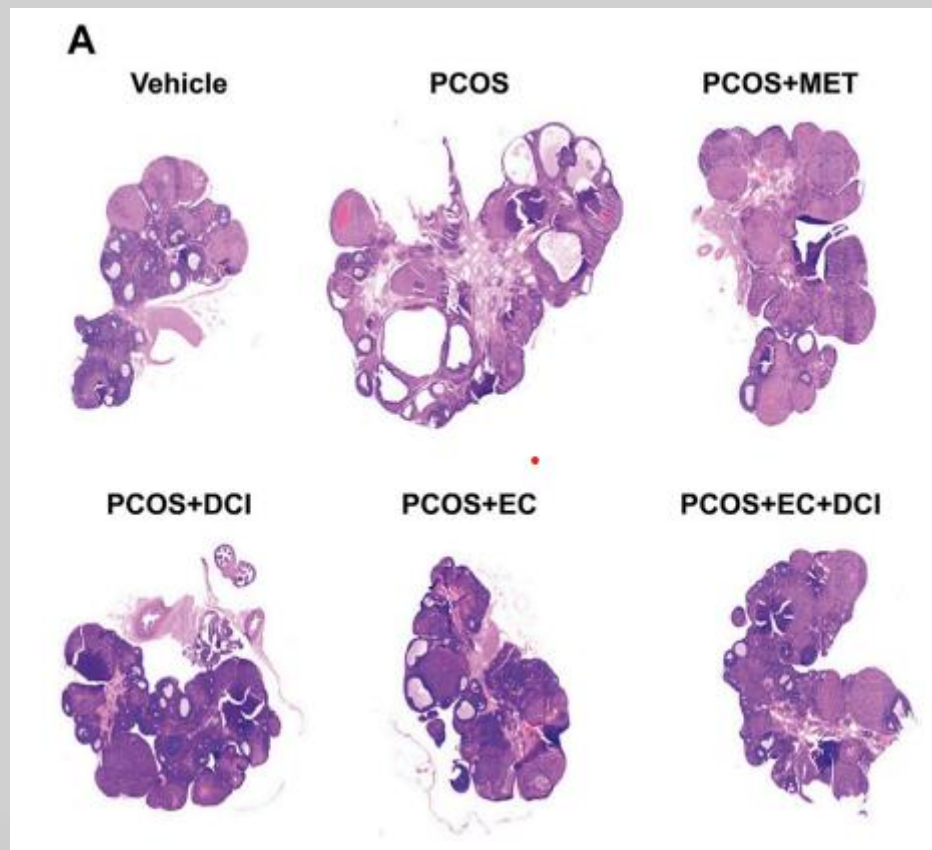 A
Vehicle
PCOS
PCOS+MET
PCOS+DCI
PCOS+EC
PCOS+EC+DCI